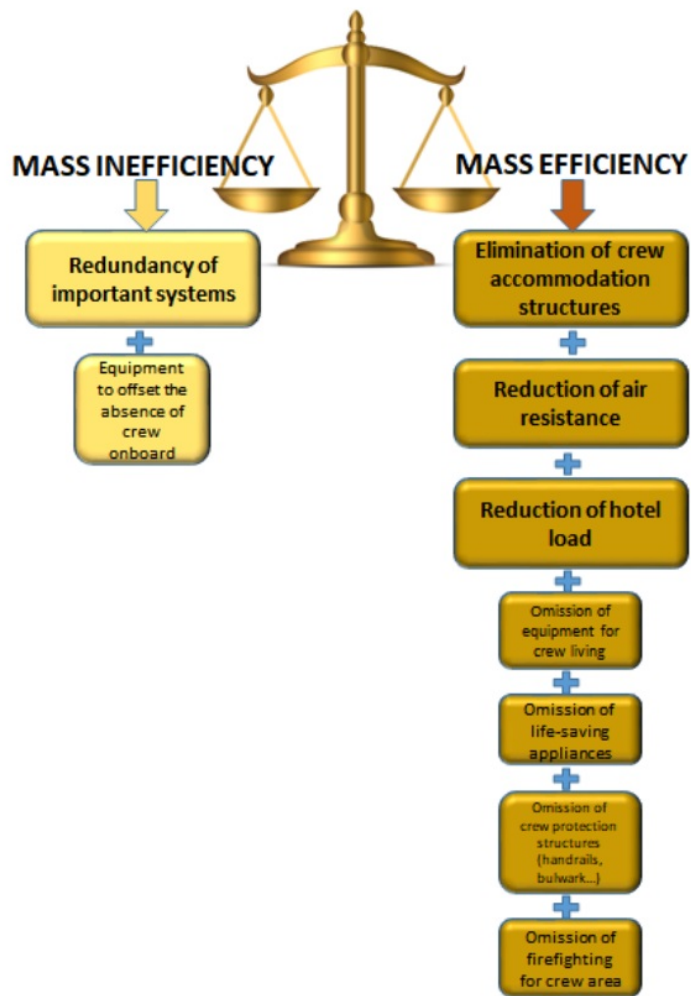 MASS INEFFICIENCY
Redundancy of
important systems
Equipment
to offset the
absence of
crew
onboard
MASS EFFICIENCY
Elimination of crew
accommodation
structures
Reduction of air
resistance
Reduction of hotel
load
Omission of
equipment for
crew living
Omission of
life-saving
appliances
Omission of
crew protection
structures
(handrails,
bulwark...)
Omission of
firefighting
for crew area